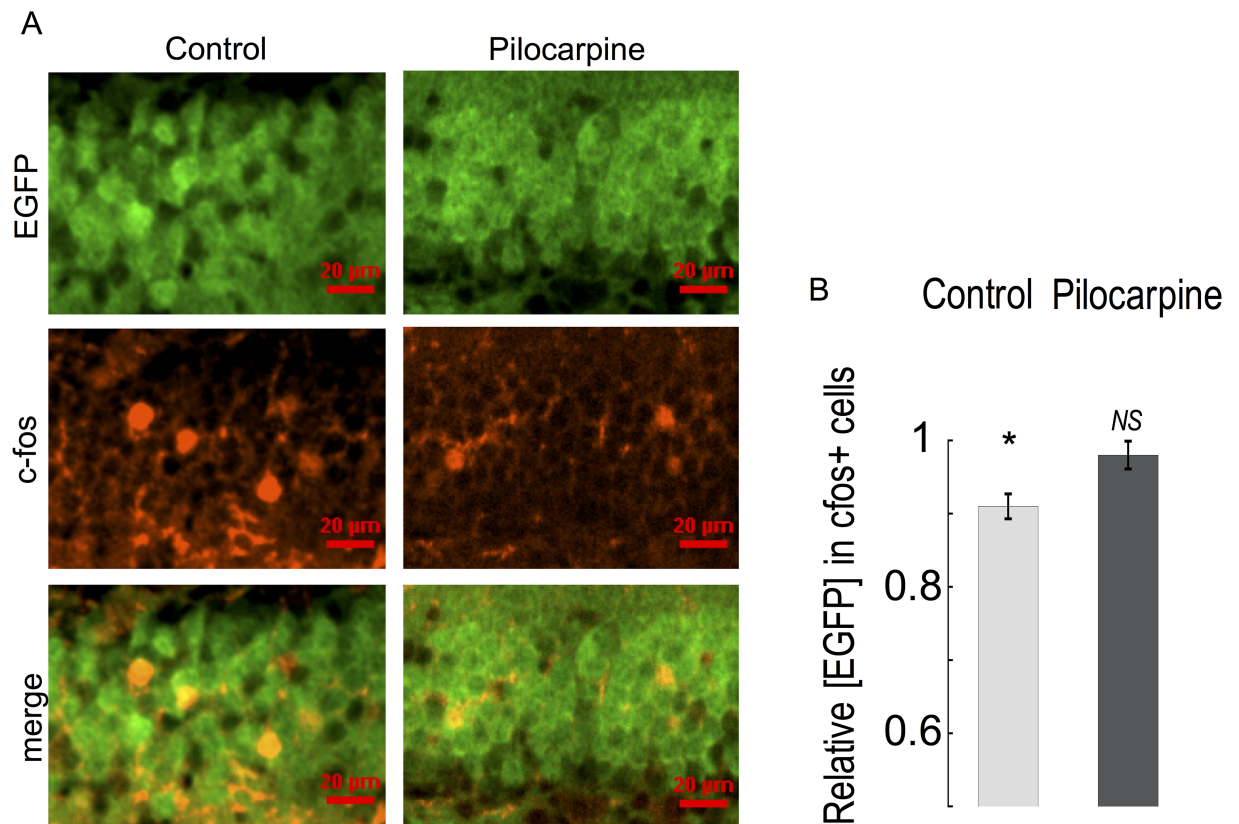 A
Control Pilocarpine
EGFP
20 µm 20 µm
c-fos
20 µm 20 µm
merge
20 µm 20 µm
B
Control Pilocarpine
Relative [EGFP] in cfos+ cells
1
0.8
0.6
*
NS